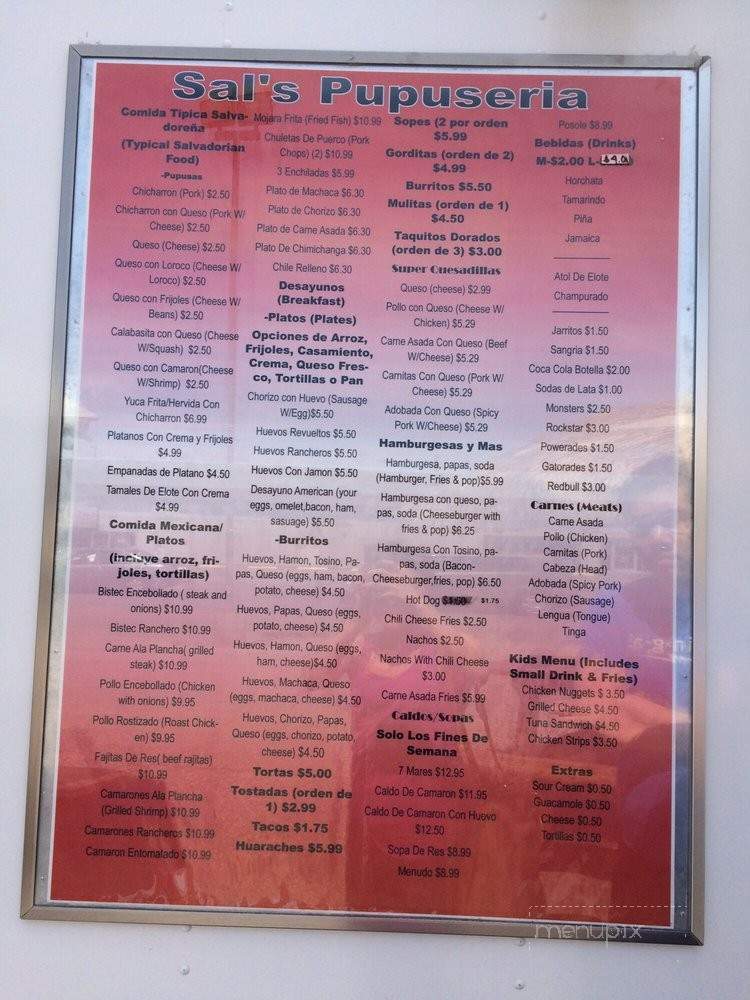 Sal's Pupuseria
Comida Tipica Salva-
doreña
(Typical Salvadorian
Food)
-Pupusas
Chicharron (Pork) $2.50
Chicharron con Queso (Pork W/
Cheese) $2.50
Queso (Cheese) $2.50
Queso con Loroco (Cheese W/
Loroco) $2.50
Queso con Frijoles (Cheese W/
Beans) $2.50
Calabasita con Queso (Cheese
W/Squash) $2.50
Queso con Camaron(Cheese
W/Shrimp) $2.50
Yuca Frita/Hervida Con
Chicharron $6.99
Platanos Con Crema y Frijoles
$4.99
Empanadas de Platano $4.50
Tamales De Elote Con Crema
$4.99
Comida Mexicana/
Platos
(incluye arroz, fri-
joles, tortillas)
Bistec Encebollado ( steak and
onions) $10.99
Bistec Ranchero $10.99
Carne Ala Plancha( grilled
steak) $10.99
Pollo Encebollado (Chicken
with onions) $9.95
Pollo Rostizado (Roast Chick-
en) $9.95
Fajitas De Res( beef rajitas)
$10.99
Camarones Ala Plancha
(Grilled Shrimp) $10.99
Camarones Rancheros $10.99
Camaron Entomatado $10.99
Mojara Frita (Fried Fish) $10.99
Chuletas De Puerco (Pork
Chops) (2) $10.99
3 Enchiladas $5.99
Plato de Machaca $6.30
Plato de Chorizo $6.30
Plato de Carne Asada $6.30
Plato De Chimichanga $6.30
Chile Relleno $6.30
Desayunos
(Breakfast)
-Platos (Plates)
Opciones de Arroz,
Frijoles, Casamiento,
Crema, Queso Fres-
co, Tortillas o Pan
Chorizo con Huevo (Sausage
W/Egg)$5.50
Huevos Revueltos $5.50
Huevos Rancheros $5.50
Huevos Con Jamon $5.50
Desayuno American (your
eggs, omelet,bacon, ham,
sasuage) $5.50
-Burritos
Huevos, Hamon, Tosino, Pa-
pas, Queso (eggs, ham, bacon,
potato, cheese) $4.50
Huevos, Papas, Queso (eggs,
potato, cheese) $4.50
Huevos, Hamon, Queso (eggs,
ham, cheese)$4.50
Huevos, Machaca, Queso
(eggs, machaca, cheese) $4.50
Huevos, Chorizo, Papas,
Queso (eggs, chorizo, potato,
cheese) $4.50
Tortas $5.00
Tostadas (orden de
1) $2.99
Tacos $1.75
Huaraches $5.99
Sopes (2 por orden
$5.99
Gorditas (orden de 2)
$4.99
Burritos $5.50
Mulitas (orden de 1)
$4.50
Taquitos Dorados
(orden de 3) $3.00
Super Quesadillas
Queso (cheese) $2.99
Pollo con Queso (Cheese W/
Chicken) $5.29
Carne Asada Con Queso (Beef
W/Cheese) $5.29
Carnitas Con Queso (Pork W/
Cheese) $5.29
Adobada Con Queso (Spicy
Pork W/Cheese) $5.29
Hamburgesas y Mas
Hamburgesa, papas, soda
(Hamburger, Fries & pop)$5.99
Hamburgesa con queso, pa-
pas, soda (Cheeseburger with
fries & pop) $6.25
Hamburgesa Con Tosino, pa-
pas, soda (Bacon-
Cheeseburger,fries, pop) $6.50
Hot Dog $1.50 $1.75
Chili Cheese Fries $2.50
Nachos $2.50
Nachos With Chili Cheese
$3.00
Carne Asada Fries $5.99
Caldos/Sopas
Solo Los Fines De
Semana
7 Mares $12.95
Caldo De Camaron $11.95
Caldo De Camaron Con Huevo
$12.50
Sopa De Res $8.99
Menudo $8.99
Posole $8.99
Bebidas (Drinks)
M-$2.00 L-$4.00
Horchata
Tamarindo
Piña
Jamaica
Atol De Elote
Champurado
Jarritos $1.50
Sangria $1.50
Coca Cola Botella $2.00
Sodas de Lata $1.00
Monsters $2.50
Rockstar $3.00
Powerades $1.50
Gatorades $1.50
Redbull $3.00
Carnes (Meats)
Carne Asada
Pollo (Chicken)
Carnitas (Pork)
Cabeza (Head)
Adobada (Spicy Pork)
Chorizo (Sausage)
Lengua (Tongue)
Tinga
Kids Menu (Includes
Small Drink & Fries)
Chicken Nuggets $ 3.50
Grilled Cheese $4.50
Tuna Sandwich $4.50
Chicken Strips $3.50
Extras
Sour Cream $0.50
Guacamole $0.50
Cheese $0.50
Tortillas $0.50
menupix